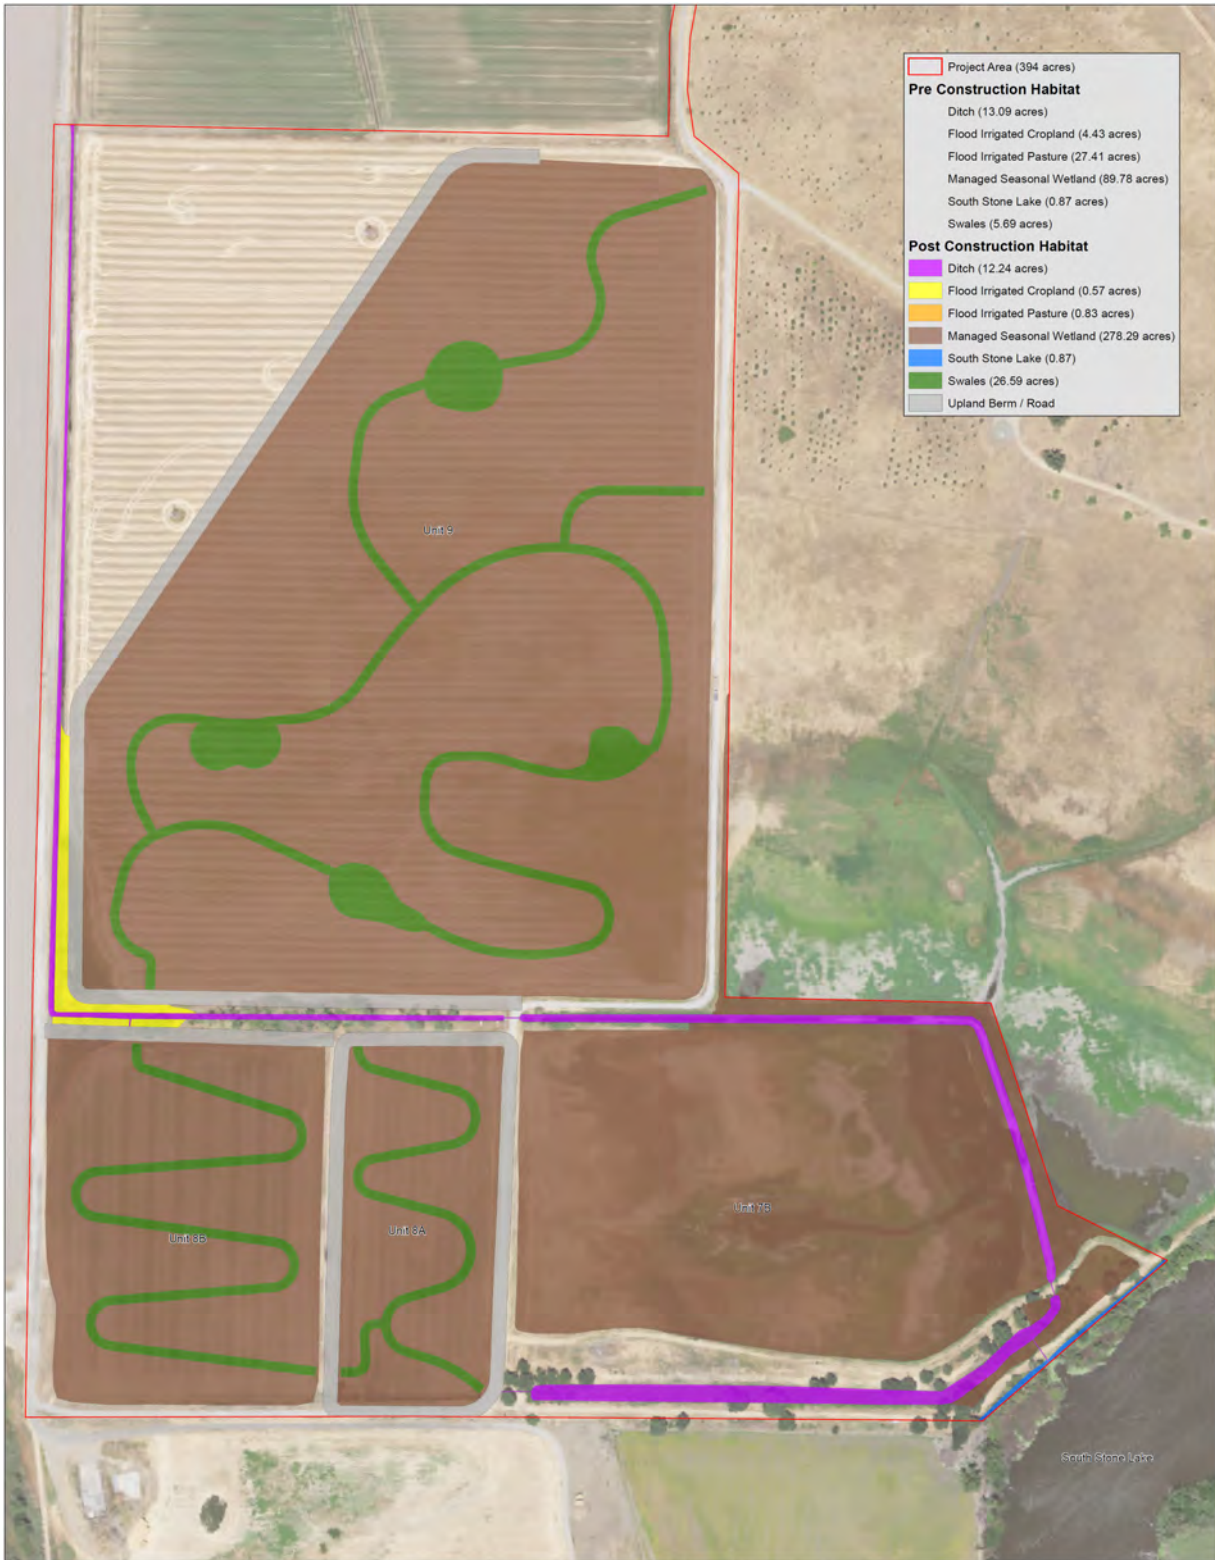 Project Area (394 acres)
Pre Construction Habitat
Ditch (13.09 acres)
Flood Irrigated Cropland (4.43 acres)
Flood Irrigated Pasture (27.41 acres)
Managed Seasonal Wetland (89.78 acres)
South Stone Lake (0.87 acres)
Swales (5.69 acres)
Post Construction Habitat
Ditch (12.24 acres)
Flood Irrigated Cropland (0.57 acres)
Flood Irrigated Pasture (0.83 acres)
Managed Seasonal Wetland (278.29 acres)
South Stone Lake (0.87)
Swales (26.59 acres)
Upland Berm / Road
Unit 9
Unit 7B
Unit 8B
Unit 8A
South Stone Lake